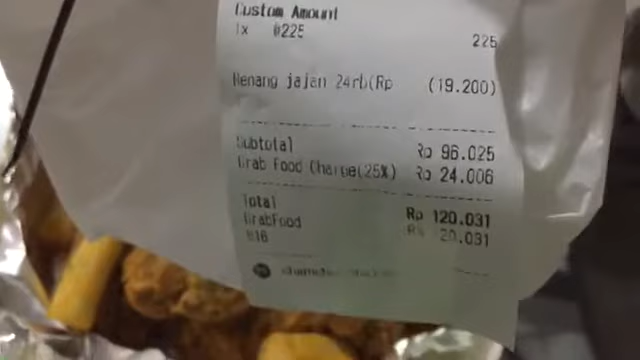 Custom Amount
1x @225 225
Menang jajan 24rb(Rp (19.200)
Subtotal Rp 96.025
Grab Food Charge(25%) Rp 24.006
Total Rp 120.031
GrabFood 20.031